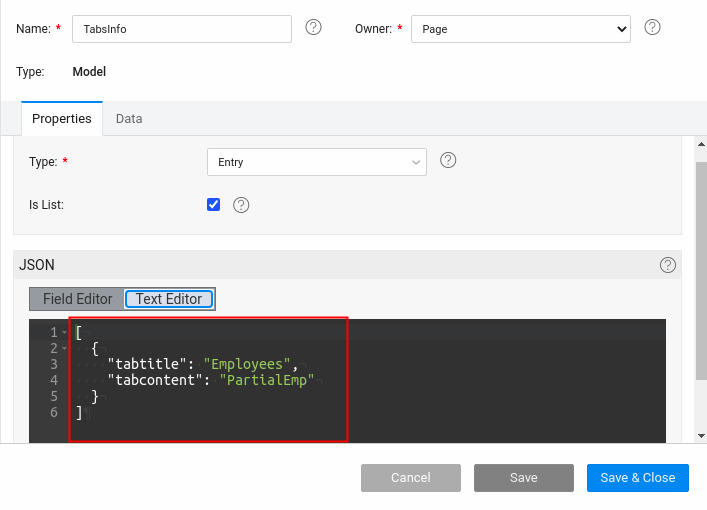 Name: * TabsInfo ? Owner: * Page ?
Type: Model
Properties Data
Type: * Entry ?
Is List: ?
JSON ?
Field Editor Text Editor
1 [
2 {
3 "tabtitle": "Employees",
4 "tabcontent": "PartialEmp"
5 }
6 ]
Cancel Save Save & Close